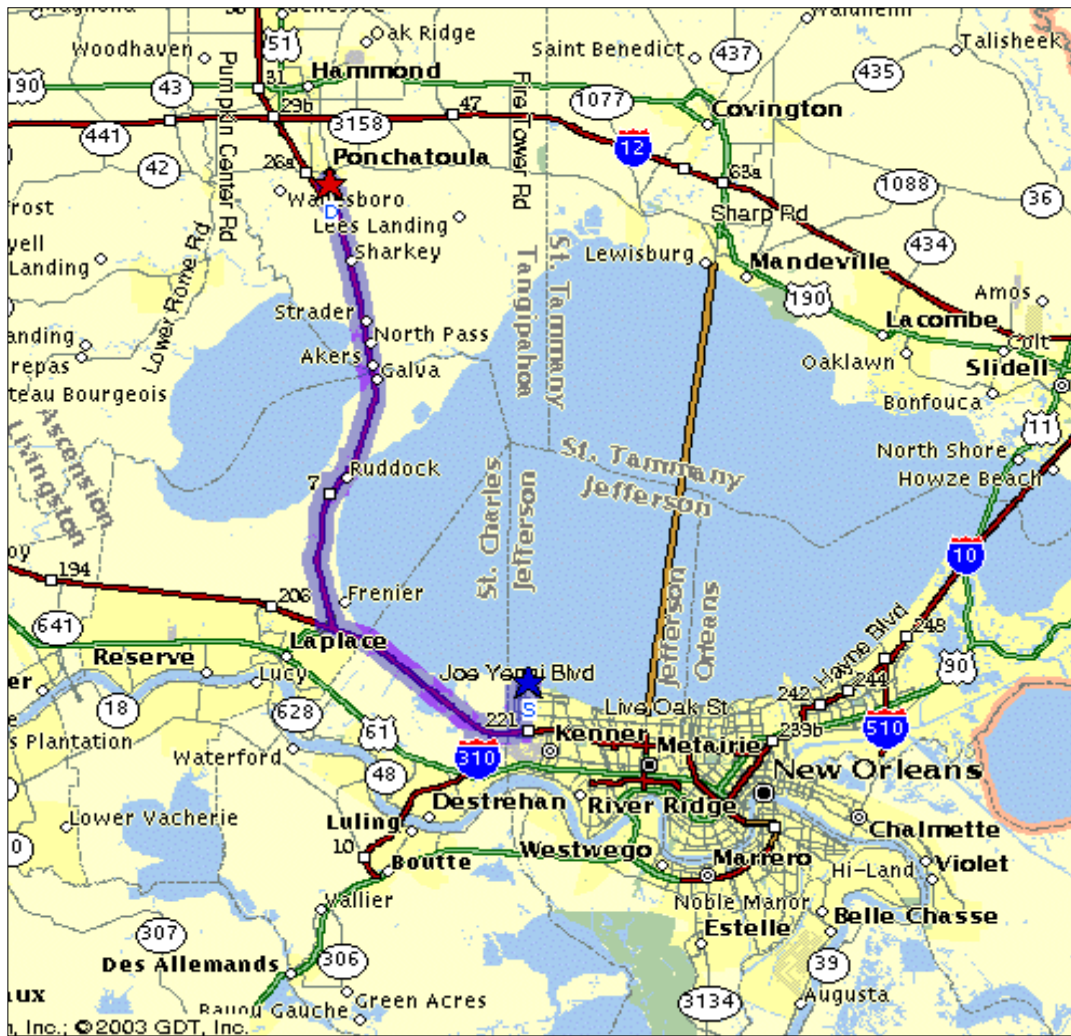 Woodhaven
51
Oak Ridge
Saint Benedict
437
Talisheek
190
43
31
Hammond
435
Pumpkin Center Rd
29b
Fire Tower Rd
1077
Covington
441
3158
47
12
42
26a
Ponchatoula
63a
1088
36
D
Lees Landing
Sharp Rd
434
Landing
Sharkey
St. Tammany
Tangipahoa
Lewisburg
Mandeville
Lower Rome Rd
190
Amos
Strader
North Pass
Lacombe
Colt
Akers
Oaklawn
Slidell
Galva
Bonfouca
11
Ascension
Livingston
North Shore
Ruddock
St. Tammany
Jefferson
Howze Beach
7
St. Charles
Jefferson
10
194
206
Frenier
Jefferson
Orleans
641
Laplace
Hayne Blvd
248
Reserve
Lucy
244
90
18
628
S
Live Oak St.
242
s Plantation
221
61
Kenner
Metairie
239b
510
Waterford
310
48
New Orleans
Destrehan
River Ridge
Lower Vacherie
Luling
Chalmette
10
Boutte
Westwego
Marrero
Hi-Land
Violet
Vallier
Noble Manor
307
Estelle
Belle Chasse
306
39
Des Allemands
Green Acres
3134
Augusta
Bayou Gauche
, Inc.; ©2003 GDT, Inc.